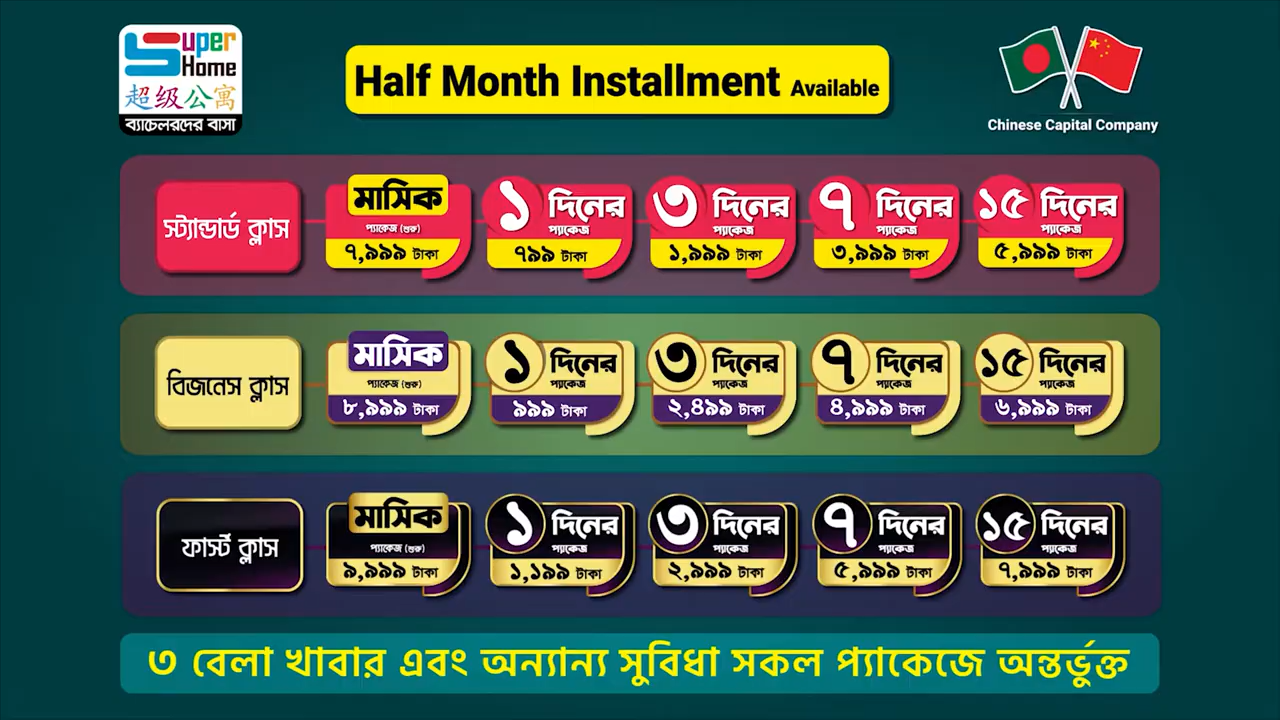 Super
Home
超级公寓
ব্যাচেলরদের বাসা
Half Month Installment Available
Chinese Capital Company
স্ট্যান্ডার্ড ক্লাস
মাসিক
প্যাকেজ (শুরু)
৭,৯৯৯ টাকা
১ দিনের
প্যাকেজ
৭৯৯ টাকা
৩ দিনের
প্যাকেজ
১,৯৯৯ টাকা
৭ দিনের
প্যাকেজ
৩,৯৯৯ টাকা
১৫ দিনের
প্যাকেজ
৫,৯৯৯ টাকা
বিজনেস ক্লাস
মাসিক
প্যাকেজ (শুরু)
৮,৯৯৯ টাকা
১ দিনের
প্যাকেজ
৯৯৯ টাকা
৩ দিনের
প্যাকেজ
২,৪৯৯ টাকা
৭ দিনের
প্যাকেজ
৪,৯৯৯ টাকা
১৫ দিনের
প্যাকেজ
৬,৯৯৯ টাকা
ফার্স্ট ক্লাস
মাসিক
প্যাকেজ (শুরু)
৯,৯৯৯ টাকা
১ দিনের
প্যাকেজ
১,১৯৯ টাকা
৩ দিনের
প্যাকেজ
২,৯৯৯ টাকা
৭ দিনের
প্যাকেজ
৫,৯৯৯ টাকা
১৫ দিনের
প্যাকেজ
৭,৯৯৯ টাকা
৩ বেলা খাবার এবং অন্যান্য সুবিধা সকল প্যাকেজে অন্তর্ভুক্ত